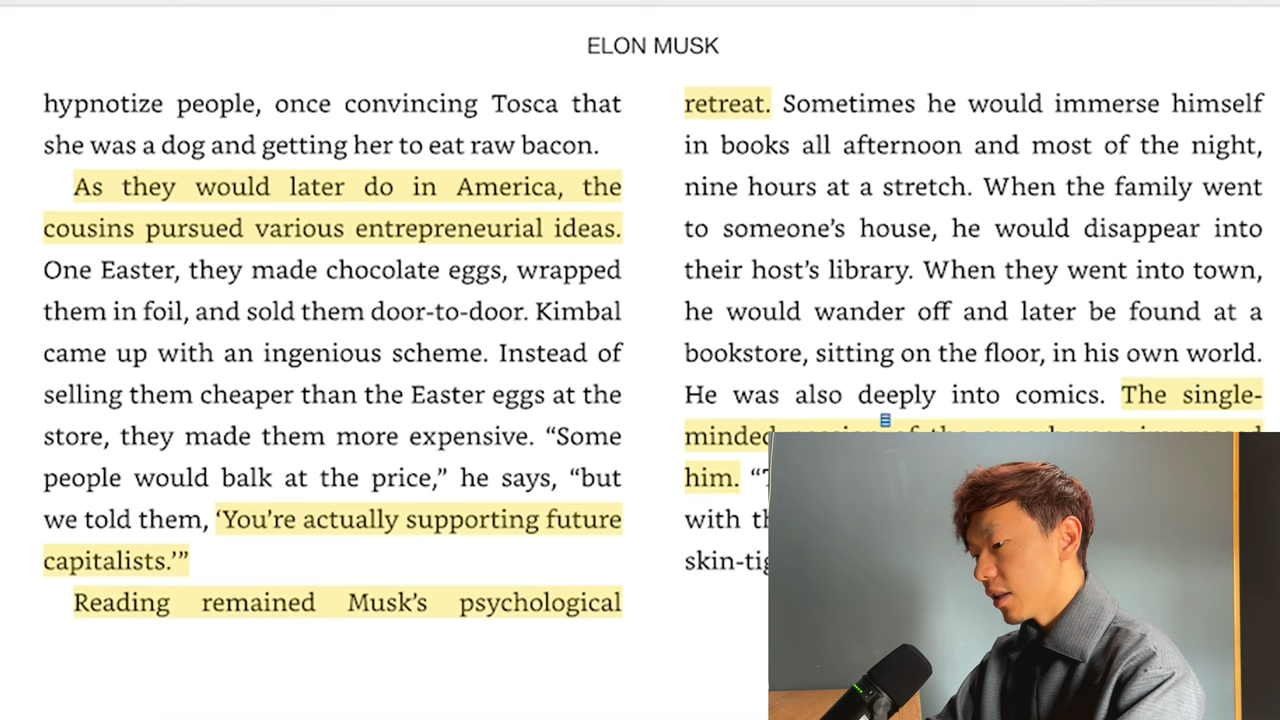 ELON MUSK
hypnotize people, once convincing Tosca that
she was a dog and getting her to eat raw bacon.
As they would later do in America, the
cousins pursued various entrepreneurial ideas.
One Easter, they made chocolate eggs, wrapped
them in foil, and sold them door-to-door. Kimbal
came up with an ingenious scheme. Instead of
selling them cheaper than the Easter eggs at the
store, they made them more expensive. “Some
people would balk at the price,” he says, “but
we told them, ‘You’re actually supporting future
capitalists.’”
Reading remained Musk’s psychological
retreat. Sometimes he would immerse himself
in books all afternoon and most of the night,
nine hours at a stretch. When the family went
to someone’s house, he would disappear into
their host’s library. When they went into town,
he would wander off and later be found at a
bookstore, sitting on the floor, in his own world.
He was also deeply into comics. The single-
minded
him.
with